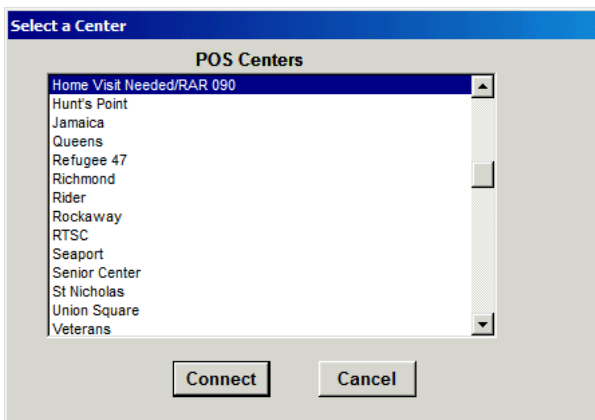 Select a Center
POS Centers
Home Visit Needed/RAR 090
Hunt's Point
Jamaica
Queens
Refugee 47
Richmond
Rider
Rockaway
RTSC
Seaport
Senior Center
St Nicholas
Union Square
Veterans
Connect Cancel